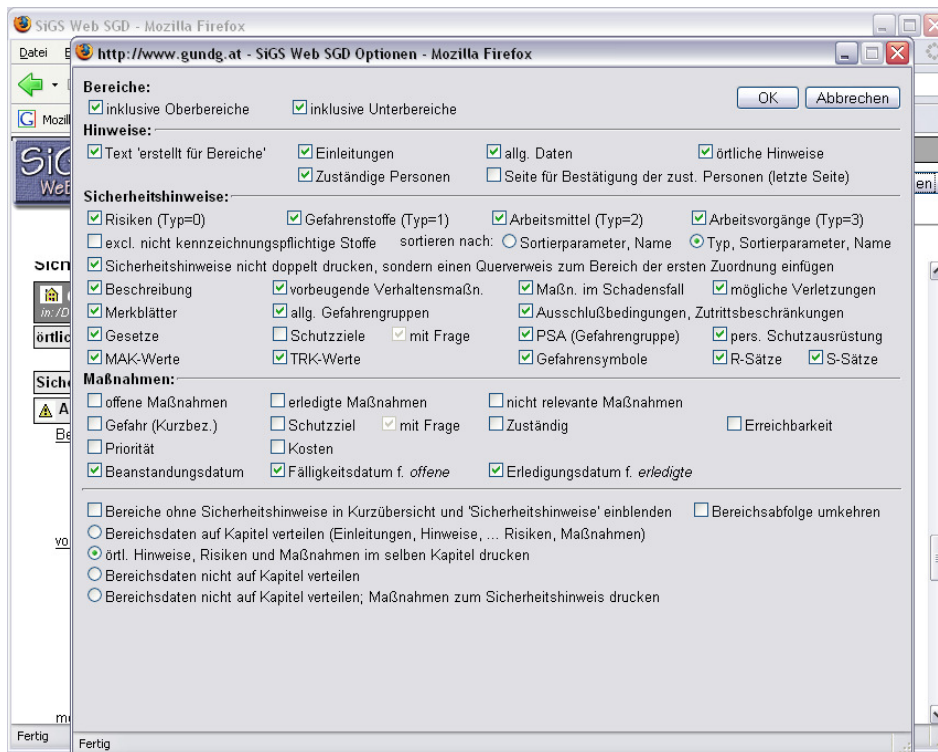 SiGS Web SGD - Mozilla Firefox
Datei
http://www.gundg.at - SiGS Web SGD Optionen - Mozilla Firefox
Bereiche:
inklusive Oberbereiche inklusive Unterbereiche OK Abbrechen
Hinweise:
Text 'erstellt für Bereiche' Einleitungen allg. Daten örtliche Hinweise
Zuständige Personen Seite für Bestätigung der zust. Personen (letzte Seite)
Sicherheitshinweise:
Risiken (Typ=0) Gefahrenstoffe (Typ=1) Arbeitsmittel (Typ=2) Arbeitsvorgänge (Typ=3)
excl. nicht kennzeichnungspflichtige Stoffe sortieren nach: Sortierparameter, Name Typ, Sortierparameter, Name
Sicherheitshinweise nicht doppelt drucken, sondern einen Querverweis zum Bereich der ersten Zuordnung einfügen
Beschreibung vorbeugende Verhaltensmaßn. Maßn. im Schadensfall mögliche Verletzungen
Merkblätter allg. Gefahrengruppen Ausschlußbedingungen, Zutrittsbeschränkungen
Gesetze Schutzziele mit Frage PSA (Gefahrengruppe) pers. Schutzausrüstung
MAK-Werte TRK-Werte Gefahrensymbole R-Sätze S-Sätze
Maßnahmen:
offene Maßnahmen erledigte Maßnahmen nicht relevante Maßnahmen
Gefahr (Kurzbez.) Schutzziel mit Frage Zuständig Erreichbarkeit
Priorität Kosten
Beanstandungsdatum Fälligkeitsdatum f. offene Erledigungsdatum f. erledigte
Bereiche ohne Sicherheitshinweise in Kurzübersicht und 'Sicherheitshinweise' einblenden Bereichsabfolge umkehren
Bereichsdaten auf Kapitel verteilen (Einleitungen, Hinweise, ... Risiken, Maßnahmen)
örtl. Hinweise, Risiken und Maßnahmen im selben Kapitel drucken
Bereichsdaten nicht auf Kapitel verteilen
Bereichsdaten nicht auf Kapitel verteilen; Maßnahmen zum Sicherheitshinweis drucken
Fertig
Fertig